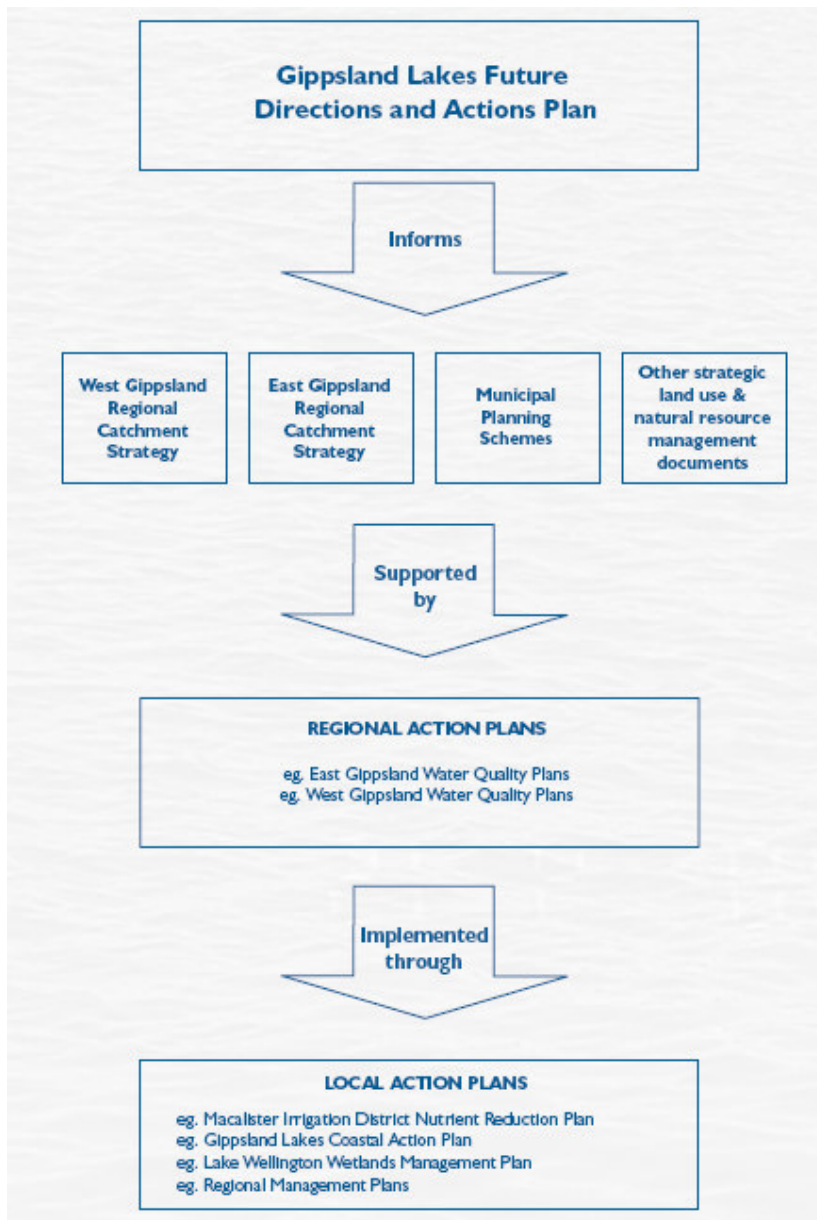 Gippsland Lakes Future
Directions and Actions Plan
Informs
West Gippsland
Regional
Catchment
Strategy
East Gippsland
Regional
Catchment
Strategy
Municipal
Planning
Schemes
Other strategic
land use &
natural resource
management
documents
Supported
by
REGIONAL ACTION PLANS
eg. East Gippsland Water Quality Plans
eg. West Gippsland Water Quality Plans
Implemented
through
LOCAL ACTION PLANS
eg. Macalister Irrigation District Nutrient Reduction Plan
eg. Gippsland Lakes Coastal Action Plan
eg. Lake Wellington Wetlands Management Plan
eg. Regional Management Plans